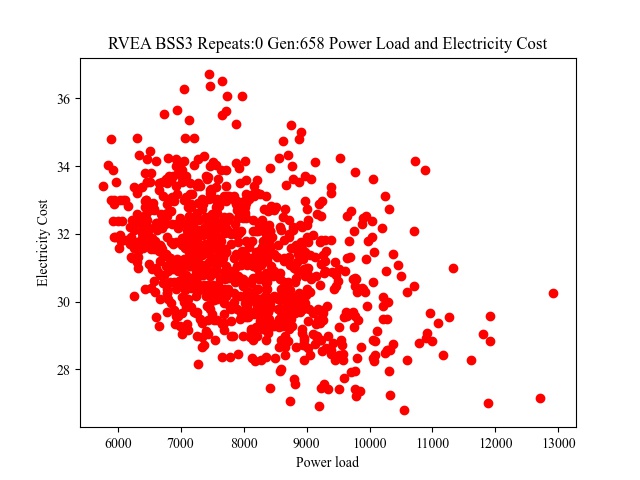 RVEA BSS3 Repeats:0 Gen:658 Power Load and Electricity Cost
36
34
32
30
28
Electricity Cost
6000 7000 8000 9000 10000 11000 12000 13000
Power load